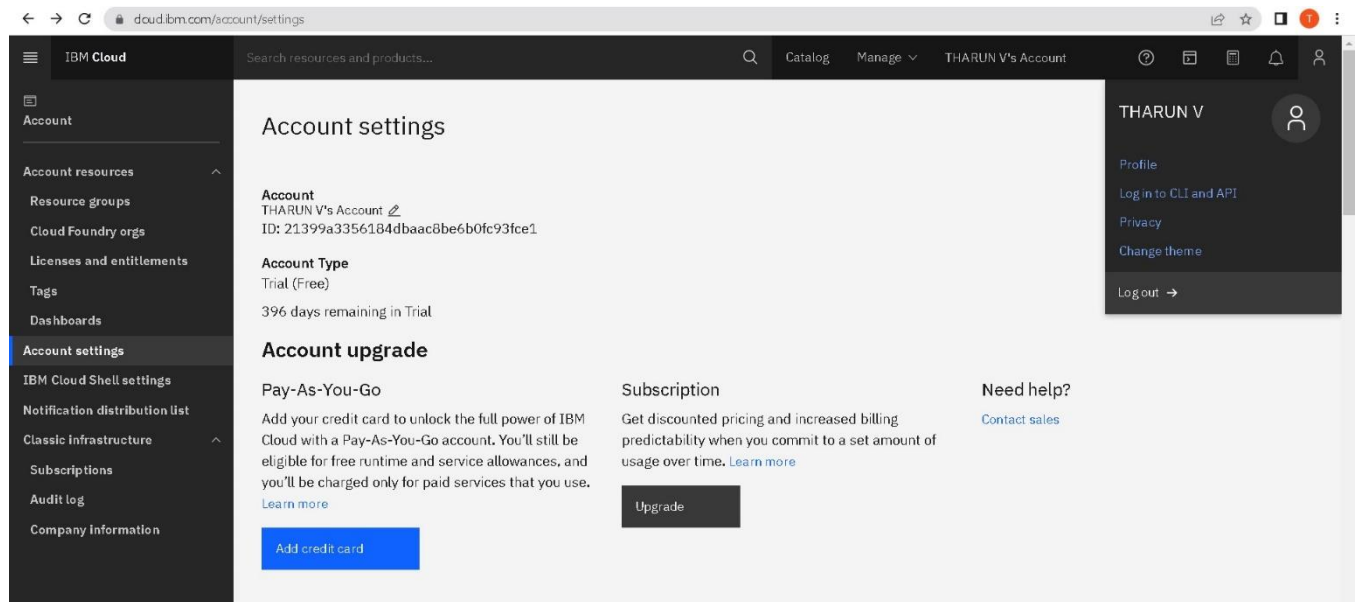 cloud.ibm.com/account/settings
T
IBM Cloud
Search resources and products...
Catalog
Manage
THARUN V's Account
Account
Account resources
Resource groups
Cloud Foundry orgs
Licenses and entitlements
Tags
Dashboards
Account settings
IBM Cloud Shell settings
Notification distribution list
Classic infrastructure
Subscriptions
Audit log
Company information
Account settings
Account
THARUN V's Account
ID: 21399a3356184dbaac8be6b0fc93fce1
Account Type
Trial (Free)
396 days remaining in Trial
Account upgrade
Pay-As-You-Go
Add your credit card to unlock the full power of IBM
Cloud with a Pay-As-You-Go account. You'll still be
eligible for free runtime and service allowances, and
you'll be charged only for paid services that you use.
Learn more
Add credit card
Subscription
Get discounted pricing and increased billing
predictability when you commit to a set amount of
usage over time. Learn more
Upgrade
Need help?
Contact sales
THARUN V
Profile
Log in to CLI and API
Privacy
Change theme
Log out →